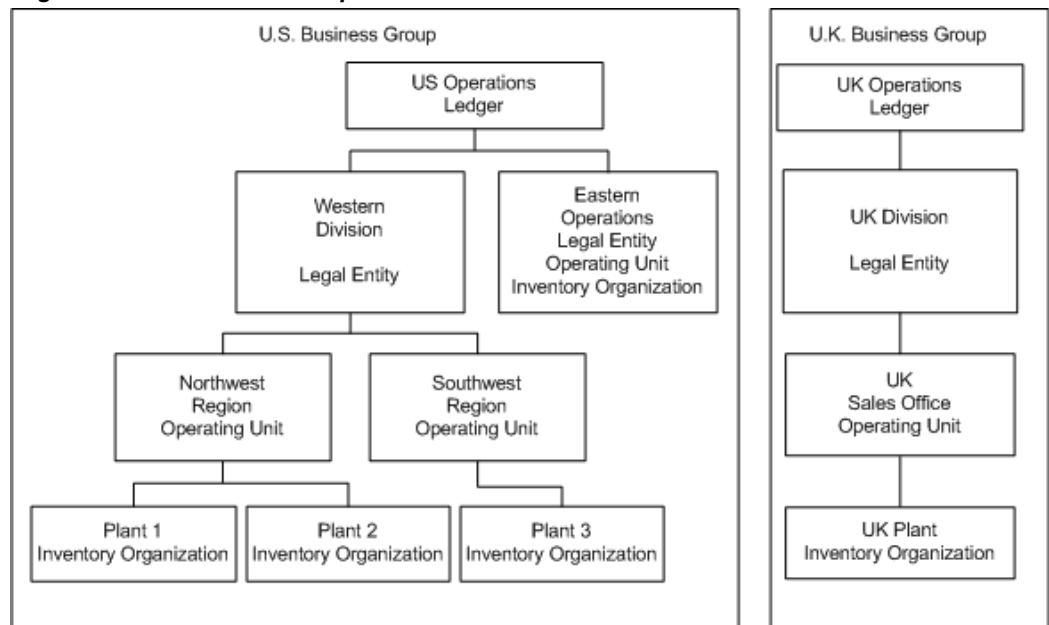 U.S. Business Group
US Operations
Ledger
Western
Division
Legal Entity
Eastern
Operations
Legal Entity
Operating Unit
Inventory Organization
Northwest
Region
Operating Unit
Southwest
Region
Operating Unit
Plant 1
Inventory Organization
Plant 2
Inventory Organization
Plant 3
Inventory Organization
U.K. Business Group
UK Operations
Ledger
UK Division
Legal Entity
UK
Sales Office
Operating Unit
UK Plant
Inventory Organization